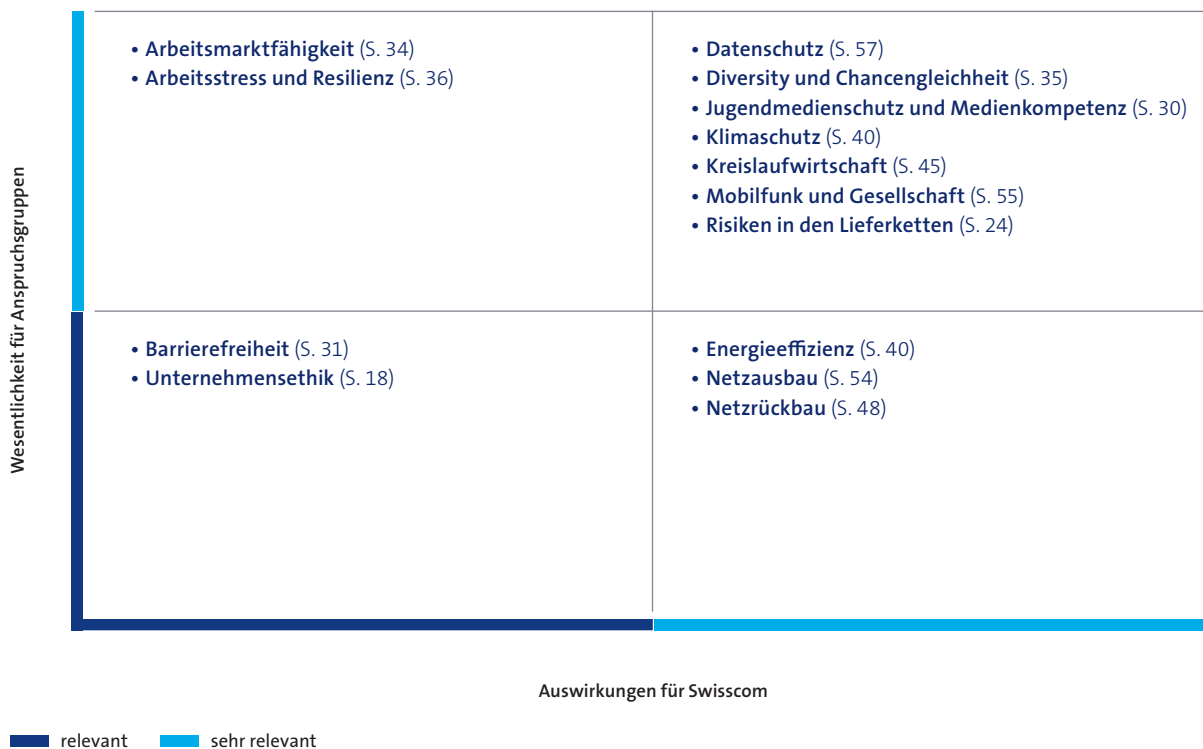 Wesentlichkeit für Anspruchsgruppen
• Arbeitsmarktfähigkeit (S. 34)
• Arbeitsstress und Resilienz (S. 36)
• Datenschutz (S. 57)
• Diversity und Chancengleichheit (S. 35)
• Jugendmedienschutz und Medienkompetenz (S. 30)
• Klimaschutz (S. 40)
• Kreislaufwirtschaft (S. 45)
• Mobilfunk und Gesellschaft (S. 55)
• Risiken in den Lieferketten (S. 24)
• Barrierefreiheit (S. 31)
• Unternehmensethik (S. 18)
• Energieeffizienz (S. 40)
• Netzausbau (S. 54)
• Netzrückbau (S. 48)
Auswirkungen für Swisscom
relevant
sehr relevant